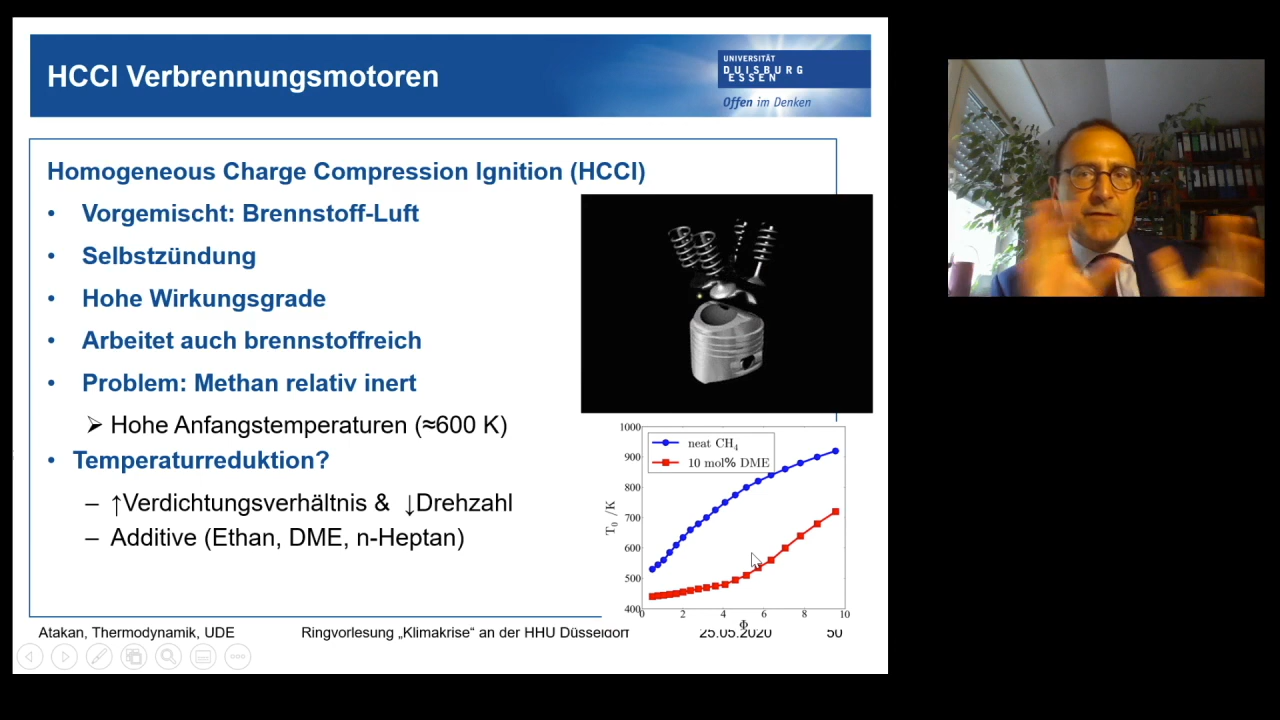 HCCI Verbrennungsmotoren
UNIVERSITÄT
DUISBURG
ESSEN
Offen im Denken
Homogeneous Charge Compression Ignition (HCCI)
• Vorgemischt: Brennstoff-Luft
• Selbstzündung
• Hohe Wirkungsgrade
• Arbeitet auch brennstoffreich
• Problem: Methan relativ inert
➢ Hohe Anfangstemperaturen (≈600 K)
• Temperaturreduktion?
– ↑Verdichtungsverhältnis & ↓Drehzahl
– Additive (Ethan, DME, n-Heptan)
neat CH₄
10 mol% DME
T₀ /K
1000
900
800
700
600
500
400
0 2 4 6 8 10
Φ
Atakan, Thermodynamik, UDE
Ringvorlesung „Klimakrise“ an der HHU Düsseldorf
25.05.2020
50